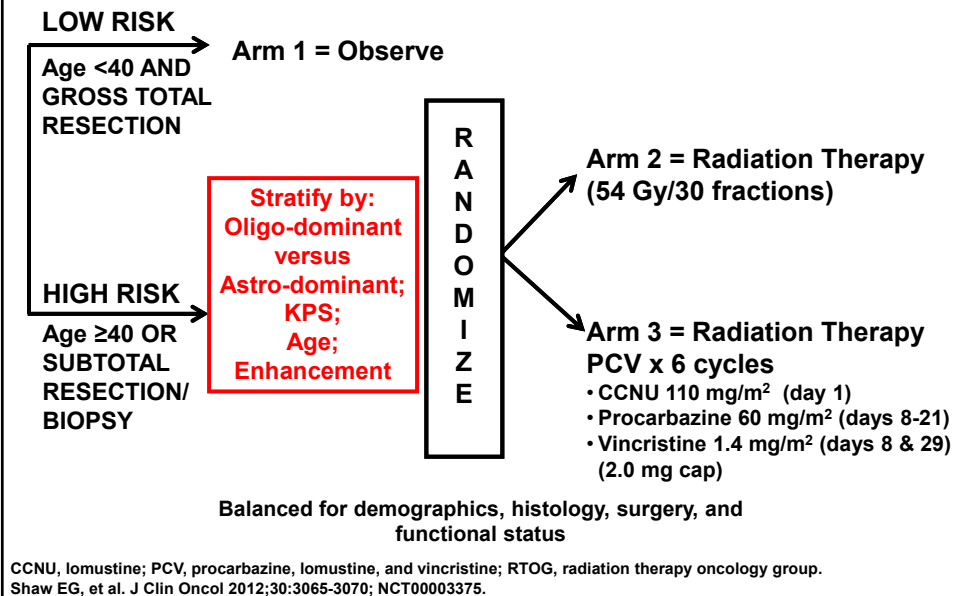 LOW RISK
Arm 1 = Observe
Age <40 AND
GROSS TOTAL
RESECTION
HIGH RISK
Age ≥40 OR
SUBTOTAL
RESECTION/
BIOPSY
Stratify by:
Oligo-dominant
versus
Astro-dominant;
KPS;
Age;
Enhancement
R
A
N
D
O
M
I
Z
E
Arm 2 = Radiation Therapy
(54 Gy/30 fractions)
Arm 3 = Radiation Therapy
PCV x 6 cycles
• CCNU 110 mg/m² (day 1)
• Procarbazine 60 mg/m² (days 8-21)
• Vincristine 1.4 mg/m² (days 8 & 29)
(2.0 mg cap)
Balanced for demographics, histology, surgery, and
functional status
CCNU, lomustine; PCV, procarbazine, lomustine, and vincristine; RTOG, radiation therapy oncology group.
Shaw EG, et al. J Clin Oncol 2012;30:3065-3070; NCT00003375.